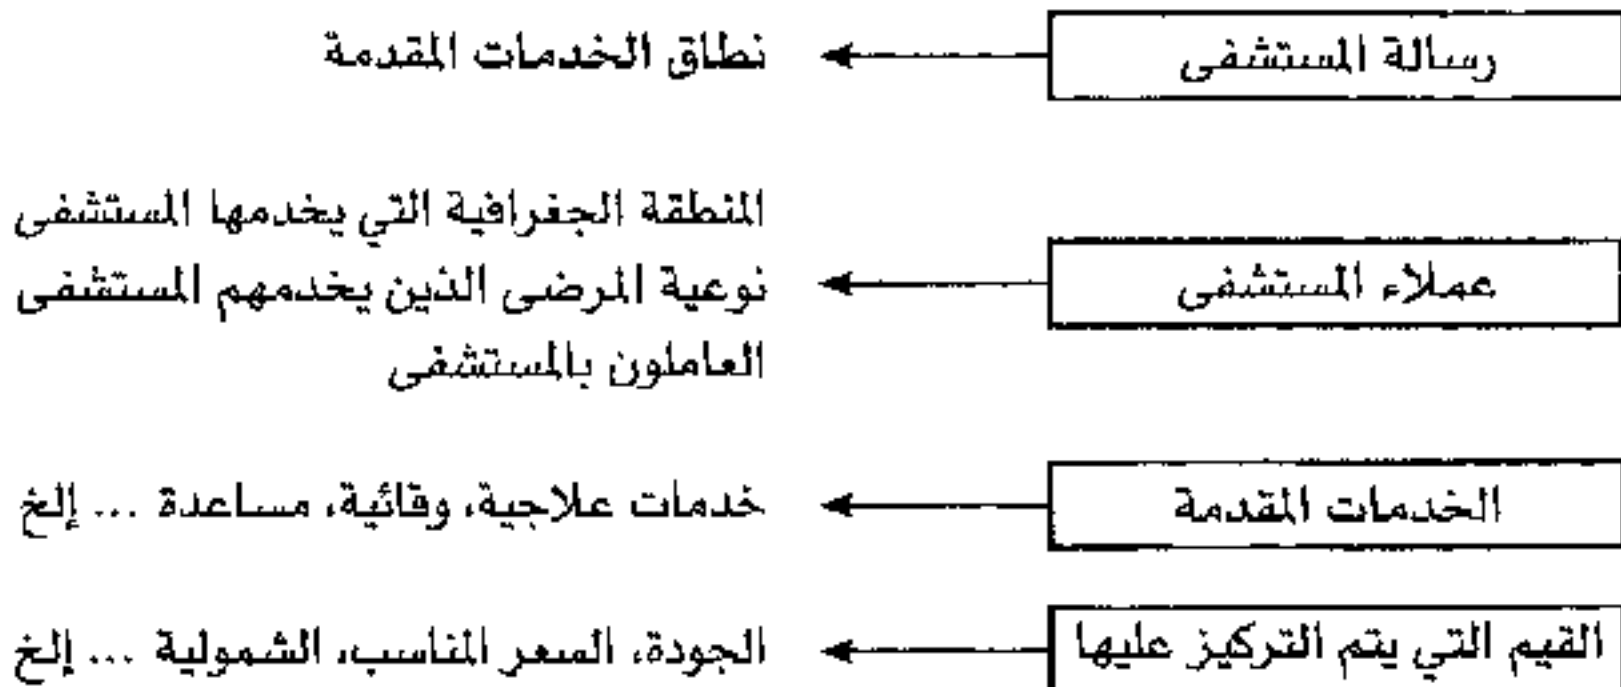 رسالة المستشفى
نطاق الخدمات المقدمة
عملاء المستشفى
المنطقة الجغرافية التي يخدمها المستشفى
نوعية المرضى الذين يخدمهم المستشفى
العاملون بالمستشفى
الخدمات المقدمة
خدمات علاجية، وقائية، مساعدة ... إلخ
القيم التي يتم التركيز عليها
الجودة، السعر المناسب، الشمولية ... إلخ